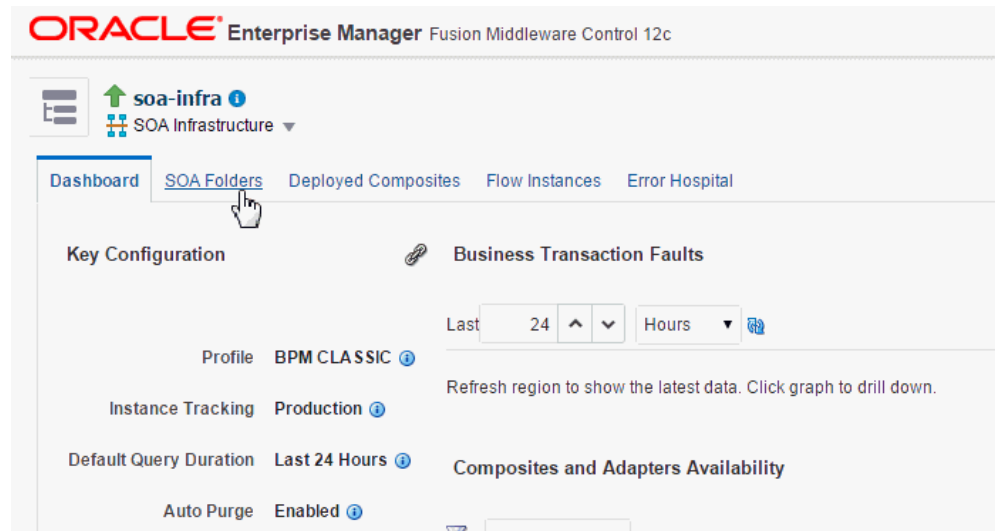 ORACLE Enterprise Manager Fusion Middleware Control 12c
soa-infra
SOA Infrastructure
Dashboard SOA Folders Deployed Composites Flow Instances Error Hospital
Key Configuration
Profile BPM CLASSIC
Instance Tracking Production
Default Query Duration Last 24 Hours
Auto Purge Enabled
Business Transaction Faults
Last 24 Hours
Refresh region to show the latest data. Click graph to drill down.
Composites and Adapters Availability